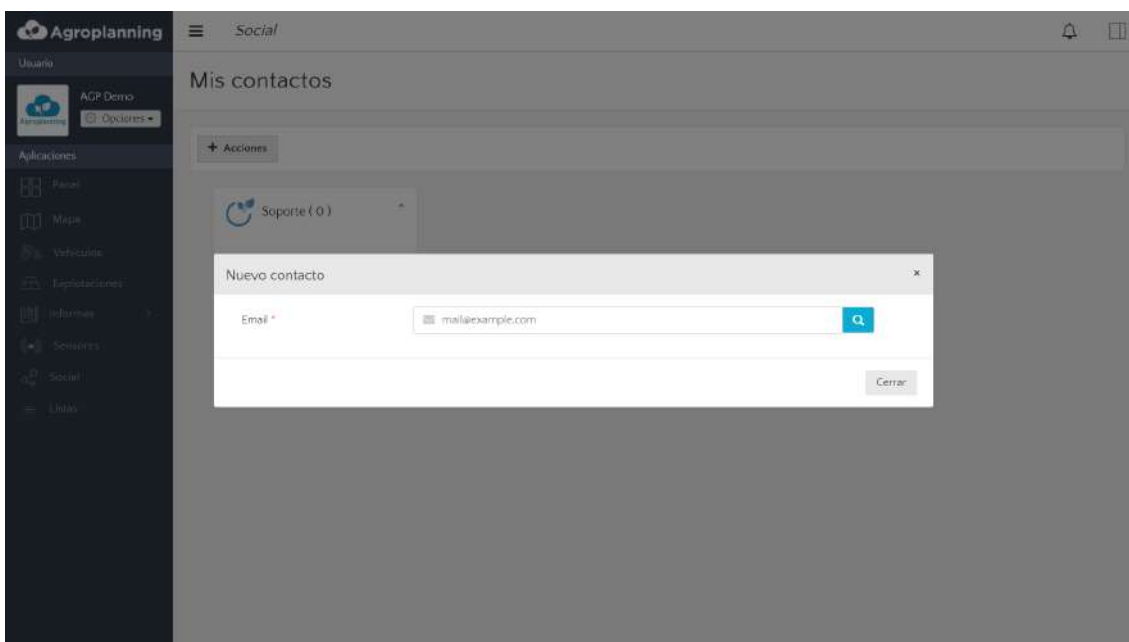 Agroplanning
Social
Usuario
Mis contactos
AGP Demo
Opciones
Aplicaciones
+ Acciones
Panel
Mapa
Soporte ( 0 )
Vehículos
Nuevo contacto
x
Explotaciones
Informes
Email *
mail@example.com
Sensores
Social
Cerrar
Listas